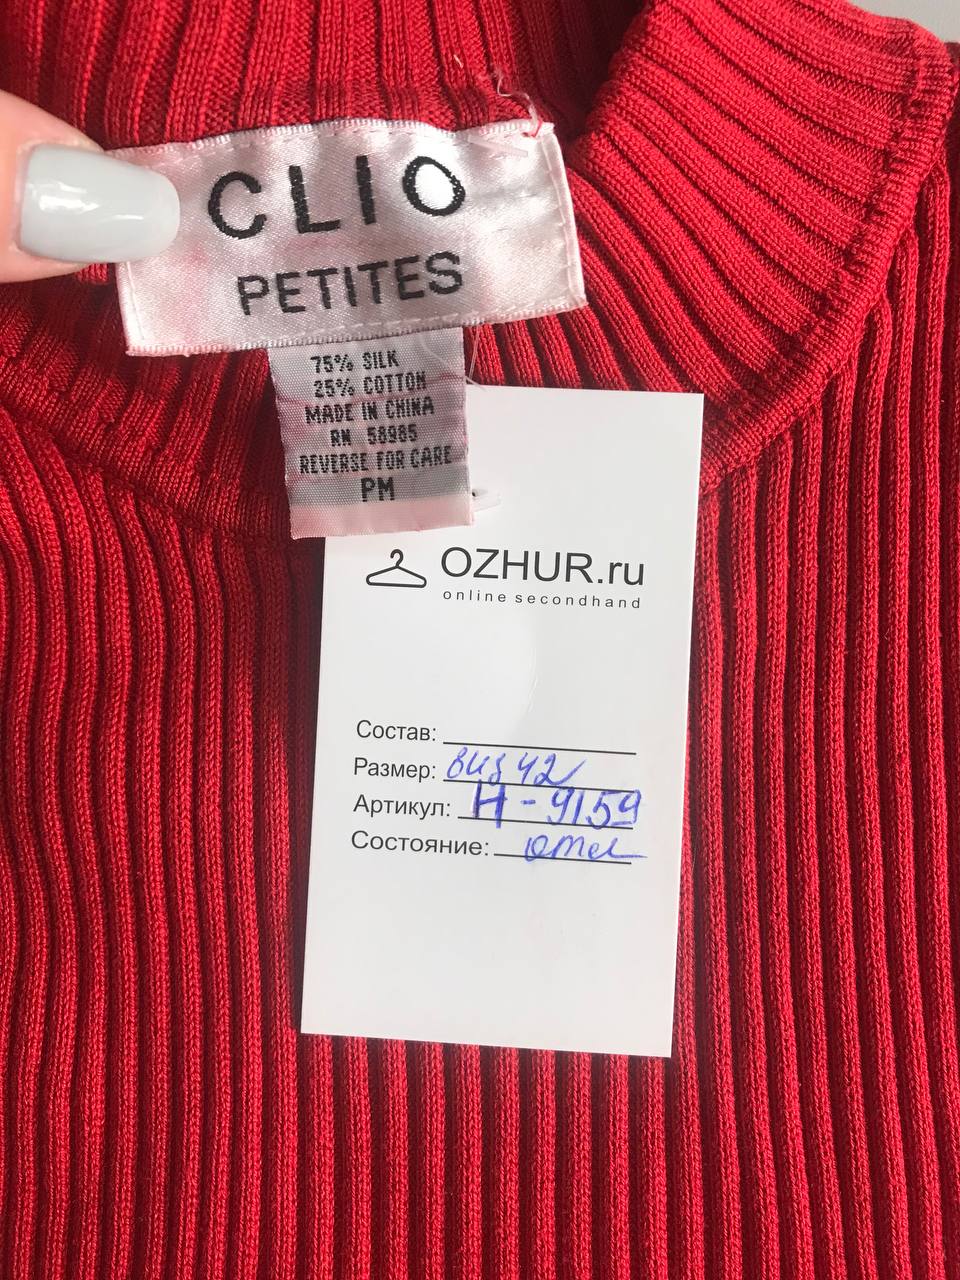 CLIO
PETITES
75% SILK
25% COTTON
MADE IN CHINA
RN 58985
REVERSE FOR CARE
PM
OZHUR.ru
online secondhand
Состав:
Размер: виз 42
Артикул: Н-9159
Состояние: отл